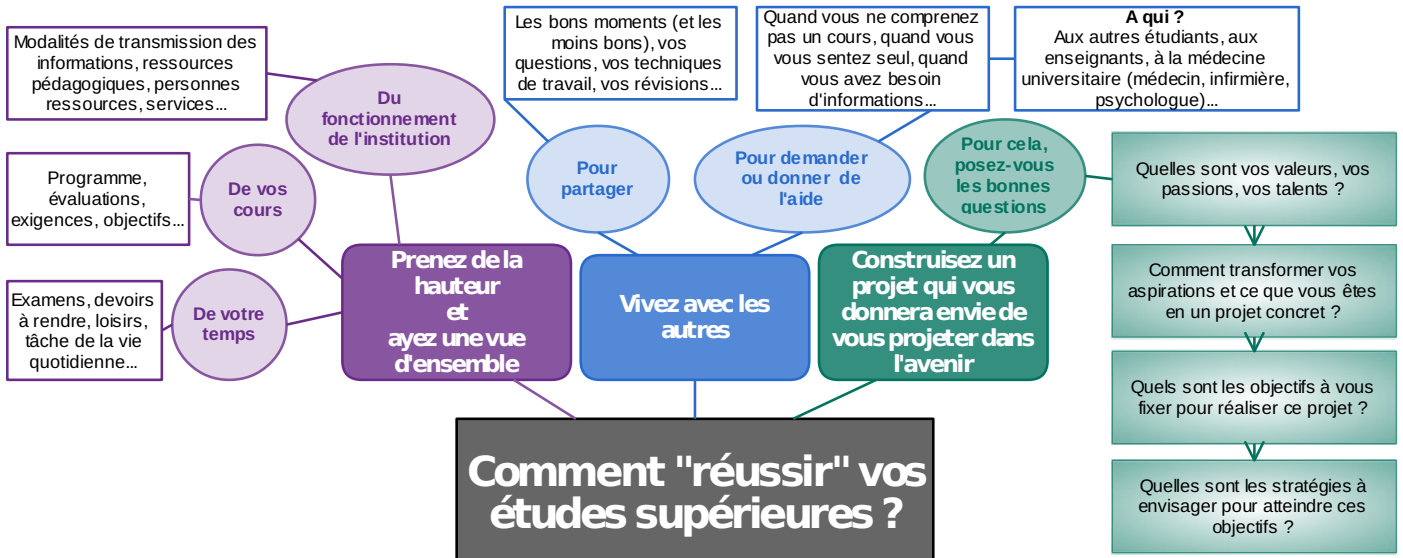 Modalités de transmission des
informations, ressources
pédagogiques, personnes
ressources, services...
Du
fonctionnement
de l'institution
Programme,
évaluations,
exigences, objectifs...
De vos
cours
Examens, devoirs
à rendre, loisirs,
tâche de la vie
quotidienne...
De votre
temps
Prenez de la
hauteur
et
ayez une vue
d'ensemble
Les bons moments (et les
moins bons), vos
questions, vos techniques
de travail, vos révisions...
Pour
partager
Quand vous ne comprenez
pas un cours, quand vous
vous sentez seul, quand
vous avez besoin
d'informations...
A qui ?
Aux autres étudiants, aux
enseignants, à la médecine
universitaire (médecin, infirmière,
psychologue)...
Pour demander
ou donner de
l'aide
Vivez avec les
autres
Pour cela,
posez-vous
les bonnes
questions
Construisez un
projet qui vous
donnera envie de
vous projeter dans
l'avenir
Quelles sont vos valeurs, vos
passions, vos talents ?
Comment transformer vos
aspirations et ce que vous êtes
en un projet concret ?
Quels sont les objectifs à vous
fixer pour réaliser ce projet ?
Quelles sont les stratégies à
envisager pour atteindre ces
objectifs ?
Comment "réussir" vos
études supérieures ?